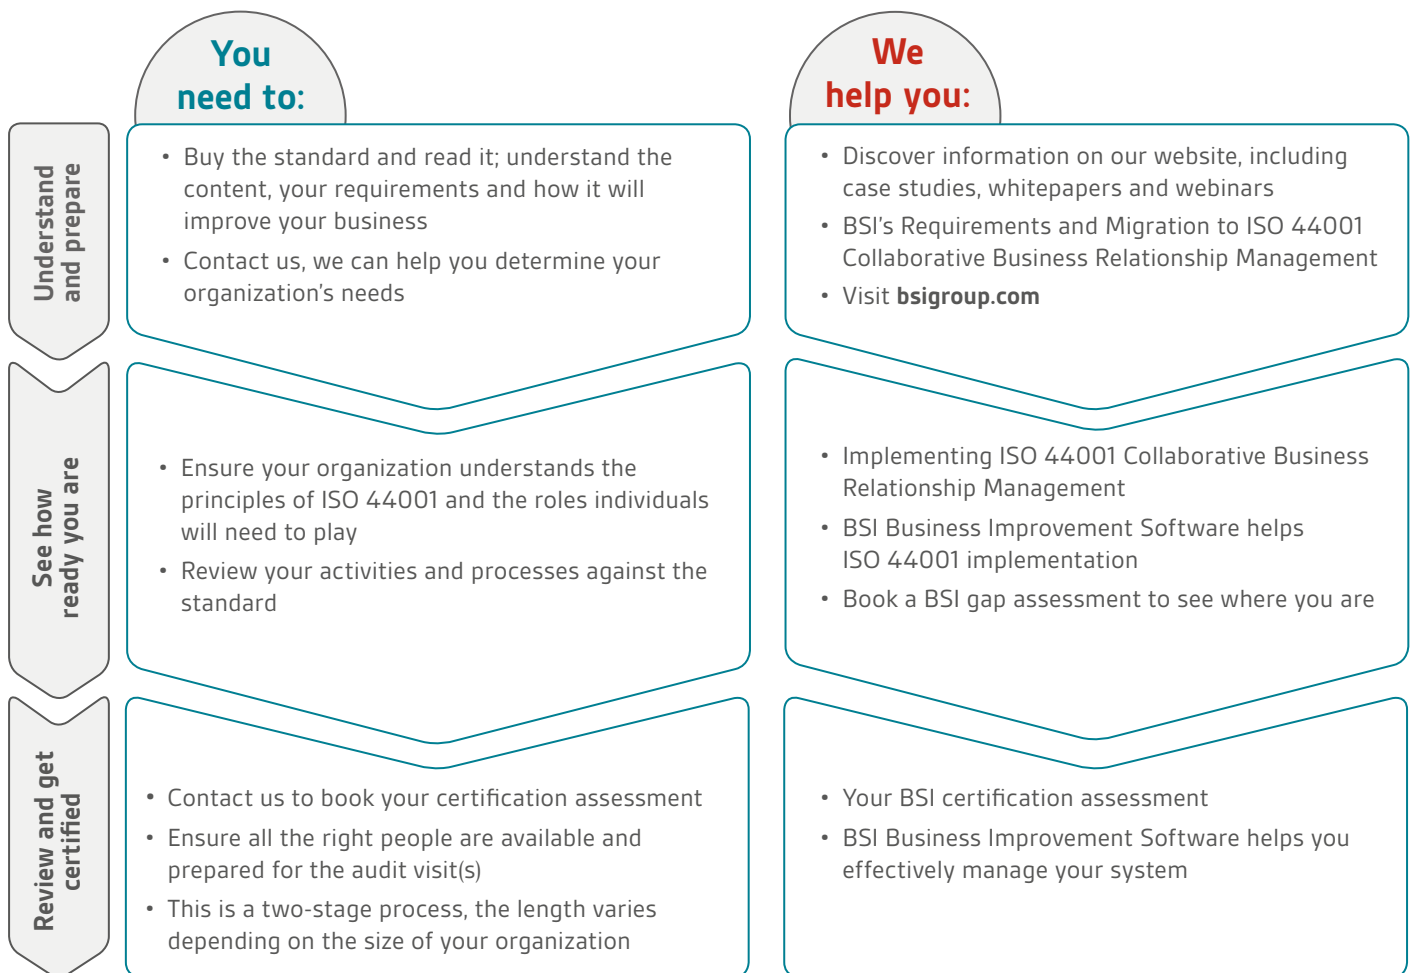 You
need to:
We
help you:
Understand
and prepare
• Buy the standard and read it; understand the
content, your requirements and how it will
improve your business
• Contact us, we can help you determine your
organization's needs
• Discover information on our website, including
case studies, whitepapers and webinars
• BSI's Requirements and Migration to ISO 44001
Collaborative Business Relationship Management
• Visit bsigroup.com
See how
ready you are
• Ensure your organization understands the
principles of ISO 44001 and the roles individuals
will need to play
• Review your activities and processes against the
standard
• Implementing ISO 44001 Collaborative Business
Relationship Management
• BSI Business Improvement Software helps
ISO 44001 implementation
• Book a BSI gap assessment to see where you are
Review and get
certified
• Contact us to book your certification assessment
• Ensure all the right people are available and
prepared for the audit visit(s)
• This is a two-stage process, the length varies
depending on the size of your organization
• Your BSI certification assessment
• BSI Business Improvement Software helps you
effectively manage your system